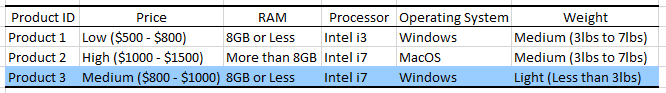 Product ID Price RAM Processor Operating System Weight
Product 1 Low ($500 - $800) 8GB or Less Intel i3 Windows Medium (3lbs to 7lbs)
Product 2 High ($1000 - $1500) More than 8GB Intel i7 MacOS Medium (3lbs to 7lbs)
Product 3 Medium ($800 - $1000) 8GB or Less Intel i7 Windows Light (Less than 3lbs)